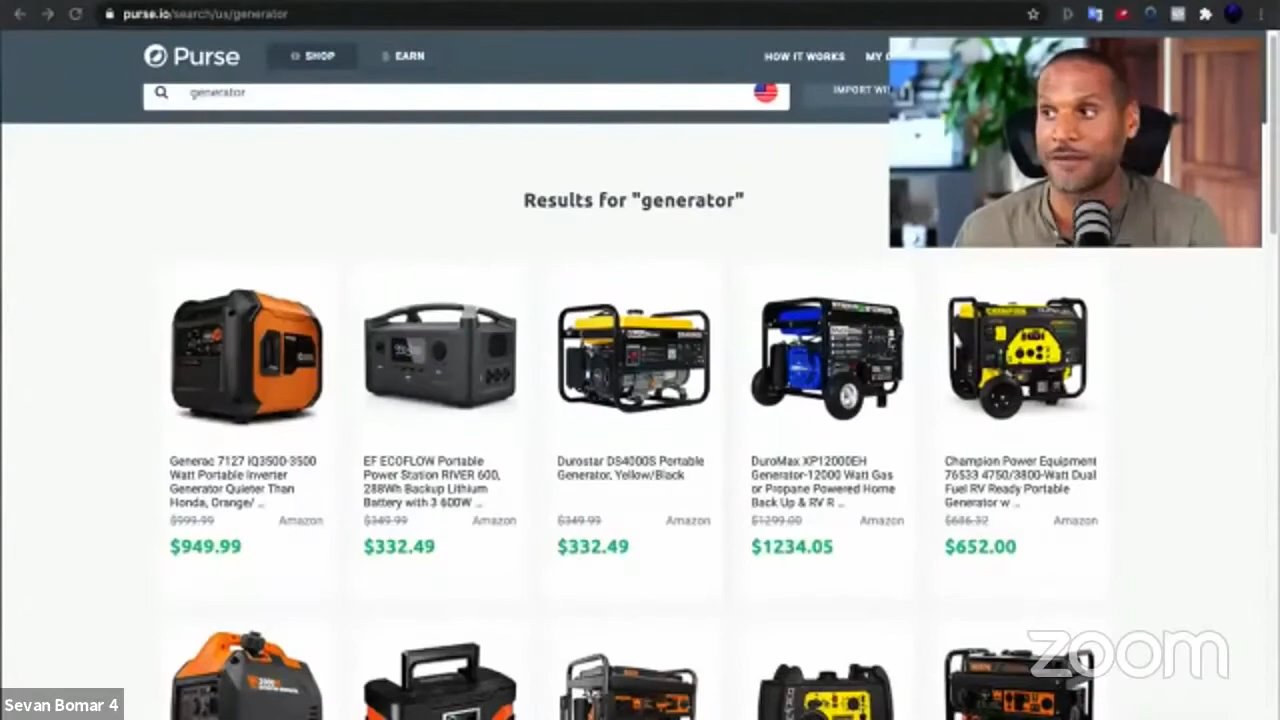 purse.io/search/us/generator
Purse
SHOP
EARN
HOW IT WORKS
generator
Results for "generator"
Generac 7127 iQ3500-3500
Watt Portable Inverter
Generator Quieter Than
Honda, Orange/ ...
$999.99 Amazon
$949.99
EF ECOFLOW Portable
Power Station RIVER 600,
288Wh Backup Lithium
Battery with 3 600W ...
$349.99 Amazon
$332.49
Durostar DS4000S Portable
Generator, Yellow/Black
$349.99 Amazon
$332.49
DuroMax XP12000EH
Generator-12000 Watt Gas
or Propane Powered Home
Back Up & RV R ...
$1299.00 Amazon
$1234.05
Champion Power Equipment
76533 4750/3800-Watt Dual
Fuel RV Ready Portable
Generator w ...
$686.32 Amazon
$652.00
zoom
Sevan Bomar 4